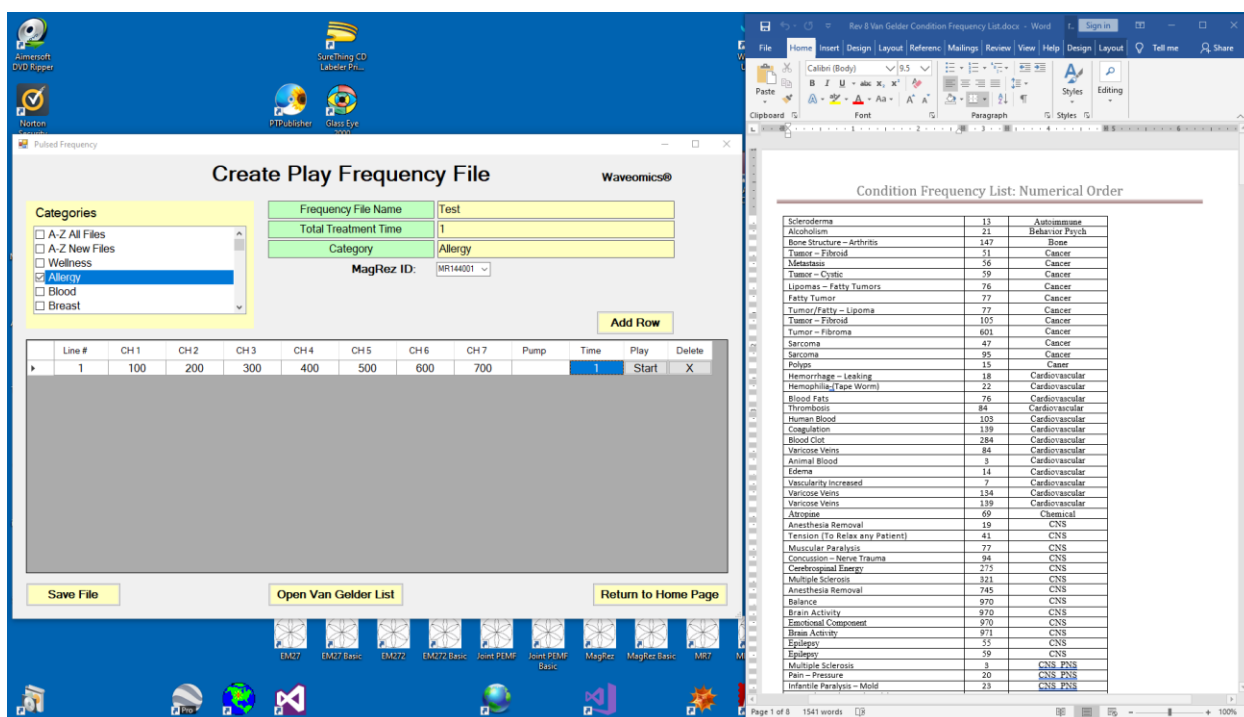 Aimersoft
DVD Ripper
SureThing CD
Labeler Pri...
Norton
Security
PTPublisher
Glass Eye
2000
Pulsed Frequency
Create Play Frequency File
Waveomics®
Categories
A-Z All Files
A-Z New Files
Wellness
Allergy
Blood
Breast
Frequency File Name Test
Total Treatment Time 1
Category Allergy
MagRez ID: MR144001
Add Row
Line # CH 1 CH 2 CH 3 CH 4 CH 5 CH 6 CH 7 Pump Time Play Delete
1 100 200 300 400 500 600 700 1 Start X
Save File Open Van Gelder List Return to Home Page
EM27 EM27 Basic EM272 EM272 Basic Joint PEMF Joint PEMF Basic MagRez MagRez Basic MR7
Pro
Rev 8 Van Gelder Condition Frequency List.docx - Word Sign in
File Home Insert Design Layout Referenc Mailings Review View Help Design Layout Tell me Share
Paste
Calibri (Body) 9.5
B I U abc x, x²
A Aa A A
Styles
Editing
Clipboard Font Paragraph Styles
Condition Frequency List: Numerical Order
Scleroderma 13 Autoimmune
Alcoholism 21 Behavior Psych
Bone Structure – Arthritis 147 Bone
Tumor – Fibroid 51 Cancer
Metastasis 56 Cancer
Tumor – Cystic 59 Cancer
Lipomas – Fatty Tumors 76 Cancer
Fatty Tumor 77 Cancer
Tumor/Fatty – Lipoma 77 Cancer
Tumor – Fibroid 105 Cancer
Tumor – Fibroma 601 Cancer
Sarcoma 47 Cancer
Sarcoma 95 Cancer
Polyps 15 Caner
Hemorrhage – Leaking 18 Cardiovascular
Hemophilia-(Tape Worm) 22 Cardiovascular
Blood Fats 76 Cardiovascular
Thrombosis 84 Cardiovascular
Human Blood 103 Cardiovascular
Coagulation 139 Cardiovascular
Blood Clot 284 Cardiovascular
Varicose Veins 84 Cardiovascular
Animal Blood 3 Cardiovascular
Edema 14 Cardiovascular
Vascularity Increased 7 Cardiovascular
Varicose Veins 134 Cardiovascular
Varicose Veins 139 Cardiovascular
Atropine 69 Chemical
Anesthesia Removal 19 CNS
Tension (To Relax any Patient) 41 CNS
Muscular Paralysis 77 CNS
Concussion – Nerve Trauma 94 CNS
Cerebrospinal Energy 275 CNS
Multiple Sclerosis 321 CNS
Anesthesia Removal 745 CNS
Balance 970 CNS
Brain Activity 970 CNS
Emotional Component 970 CNS
Brain Activity 971 CNS
Epilepsy 55 CNS
Epilepsy 59 CNS
Multiple Sclerosis 3 CNS PNS
Pain – Pressure 20 CNS PNS
Infantile Paralysis – Mold 23 CNS PNS
Page 1 of 8 1541 words 100%